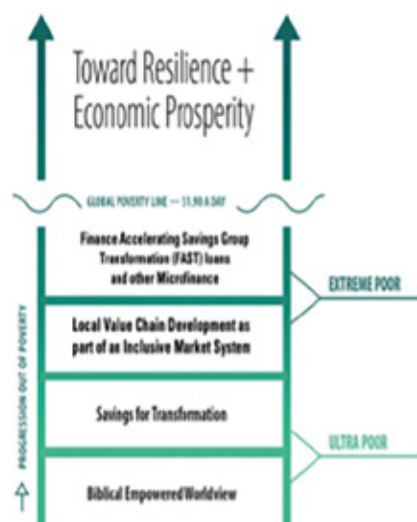 Toward Resilience +
Economic Prosperity
GLOBAL POVERTY LINE — $1.90 A DAY
Finance Accelerating Savings Group
Transformation (FAST) loans
and other Microfinance
EXTREME POOR
Local Value Chain Development as
part of an Inclusive Market System
Savings for Transformation
ULTRA POOR
Biblical Empowered Worldview
PROGRESSION OUT OF POVERTY